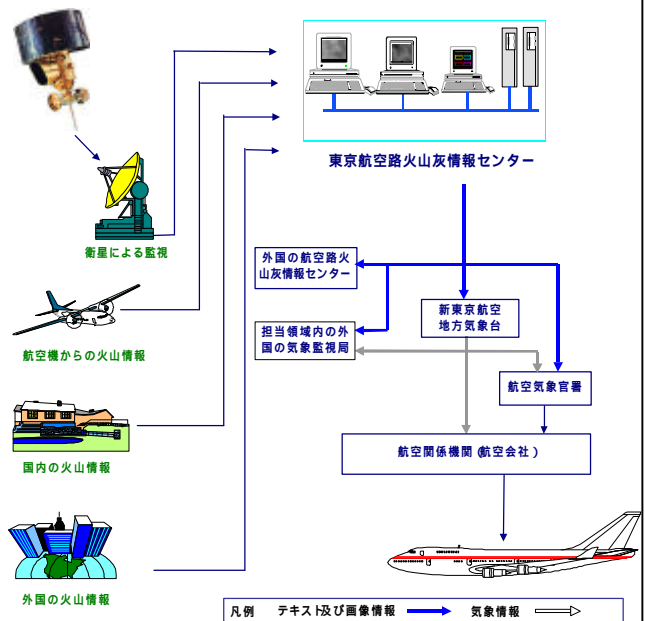 東京航空路火山灰情報センター
衛星による監視
外国の航空路火
山灰情報センター
新東京航空
地方気象台
担当領域内の外
国の気象監視局
航空機からの火山情報
航空気象官署
航空関係機関（航空会社）
国内の火山情報
外国の火山情報
凡例 テキスト及び画像情報 気象情報